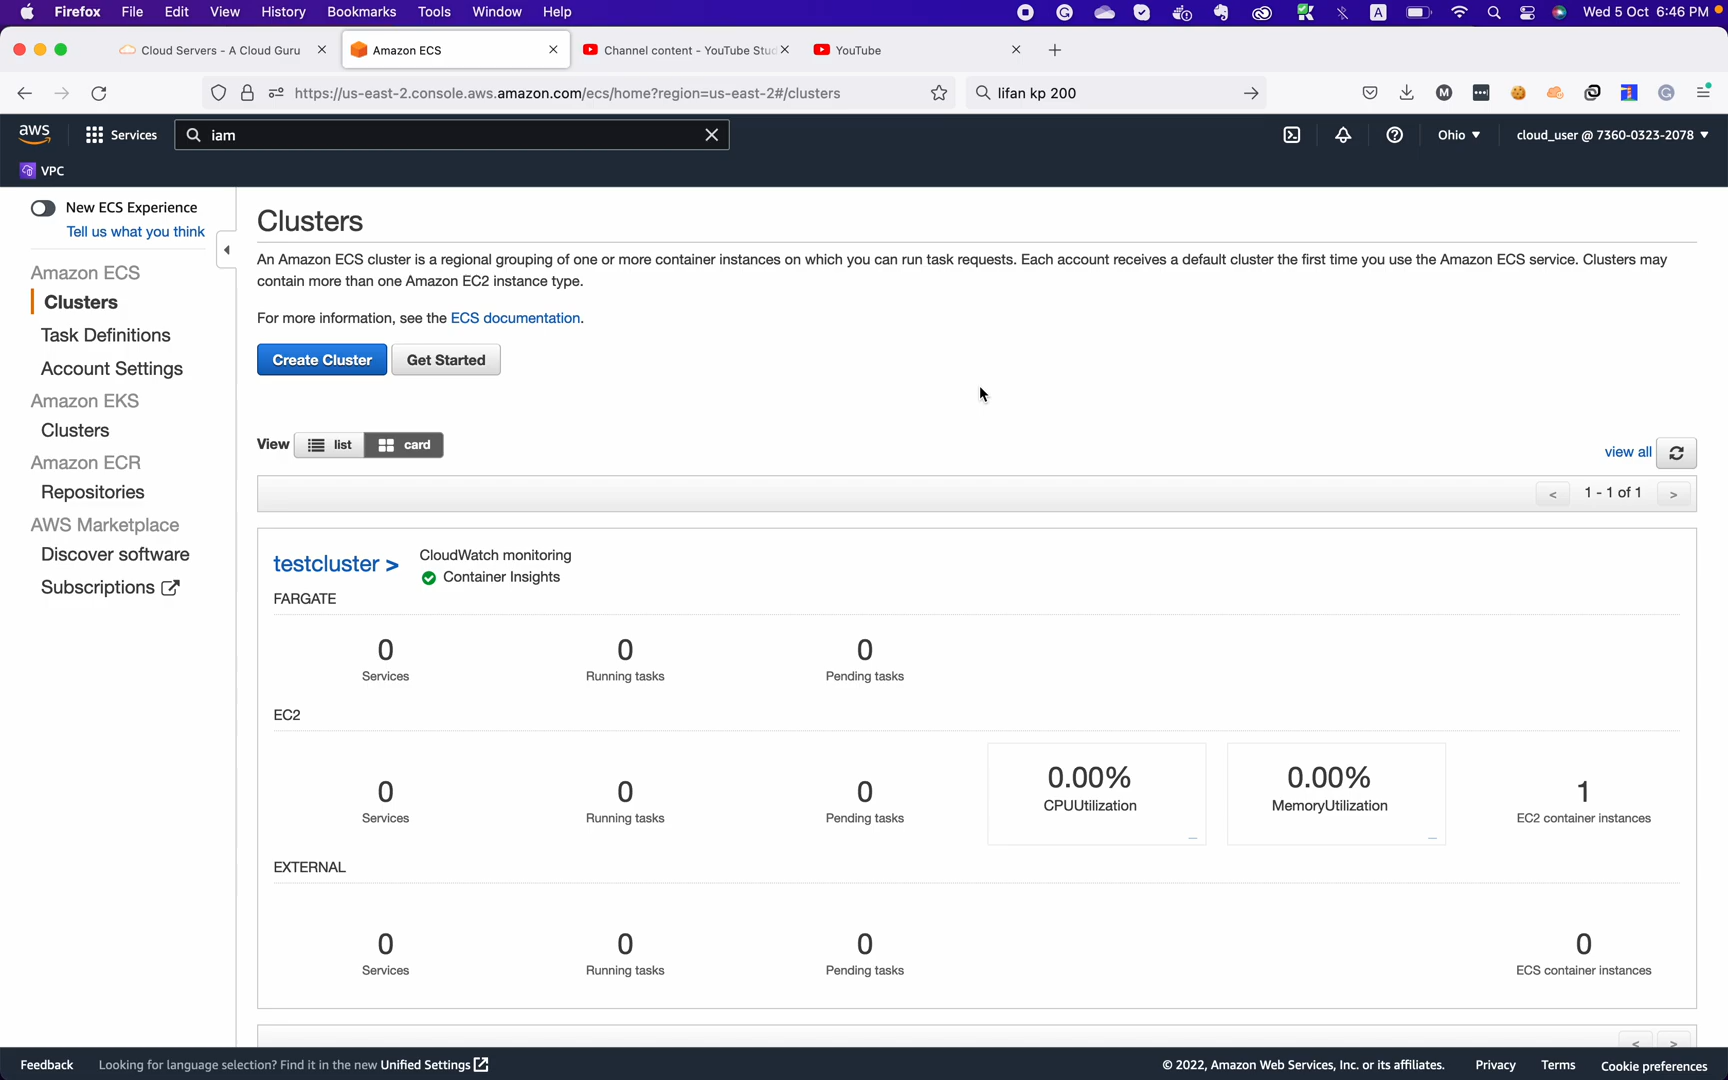 Firefox File Edit View History Bookmarks Tools Window Help A Wed 5 Oct 6:46 PM
Cloud Servers - A Cloud Guru Amazon ECS Channel content - YouTube Stud YouTube
https://us-east-2.console.aws.amazon.com/ecs/home?region=us-east-2#/clusters lifan kp 200
aws Services iam Ohio cloud_user @ 7360-0323-2078
VPC
New ECS Experience
Tell us what you think
Amazon ECS
Clusters
Task Definitions
Account Settings
Amazon EKS
Clusters
Amazon ECR
Repositories
AWS Marketplace
Discover software
Subscriptions
Clusters
An Amazon ECS cluster is a regional grouping of one or more container instances on which you can run task requests. Each account receives a default cluster the first time you use the Amazon ECS service. Clusters may
contain more than one Amazon EC2 instance type.
For more information, see the ECS documentation.
Create Cluster Get Started
View list card
view all
< 1 - 1 of 1 >
testcluster > CloudWatch monitoring
Container Insights
FARGATE
0 0 0
Services Running tasks Pending tasks
EC2
0 0 0 0.00% 0.00% 1
Services Running tasks Pending tasks CPUUtilization MemoryUtilization EC2 container instances
EXTERNAL
0 0 0 0
Services Running tasks Pending tasks ECS container instances
< >
Feedback Looking for language selection? Find it in the new Unified Settings © 2022, Amazon Web Services, Inc. or its affiliates. Privacy Terms Cookie preferences